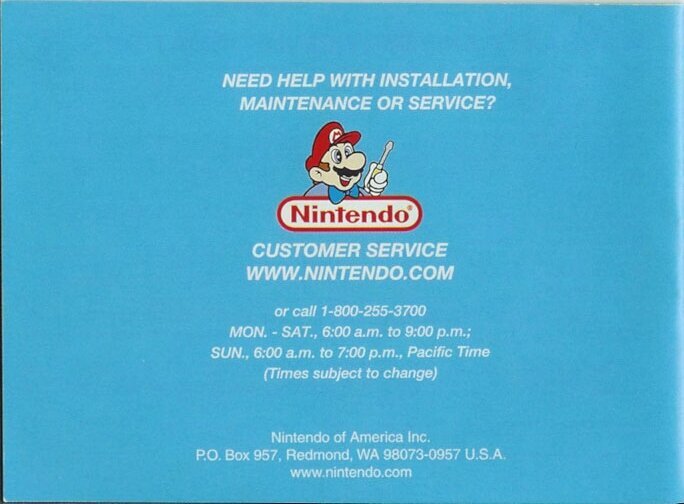 NEED HELP WITH INSTALLATION,
MAINTENANCE OR SERVICE?
Nintendo®
CUSTOMER SERVICE
WWW.NINTENDO.COM
or call 1-800-255-3700
MON. - SAT., 6:00 a.m. to 9:00 p.m.;
SUN., 6:00 a.m. to 7:00 p.m., Pacific Time
(Times subject to change)
Nintendo of America Inc.
P.O. Box 957, Redmond, WA 98073-0957 U.S.A.
www.nintendo.com